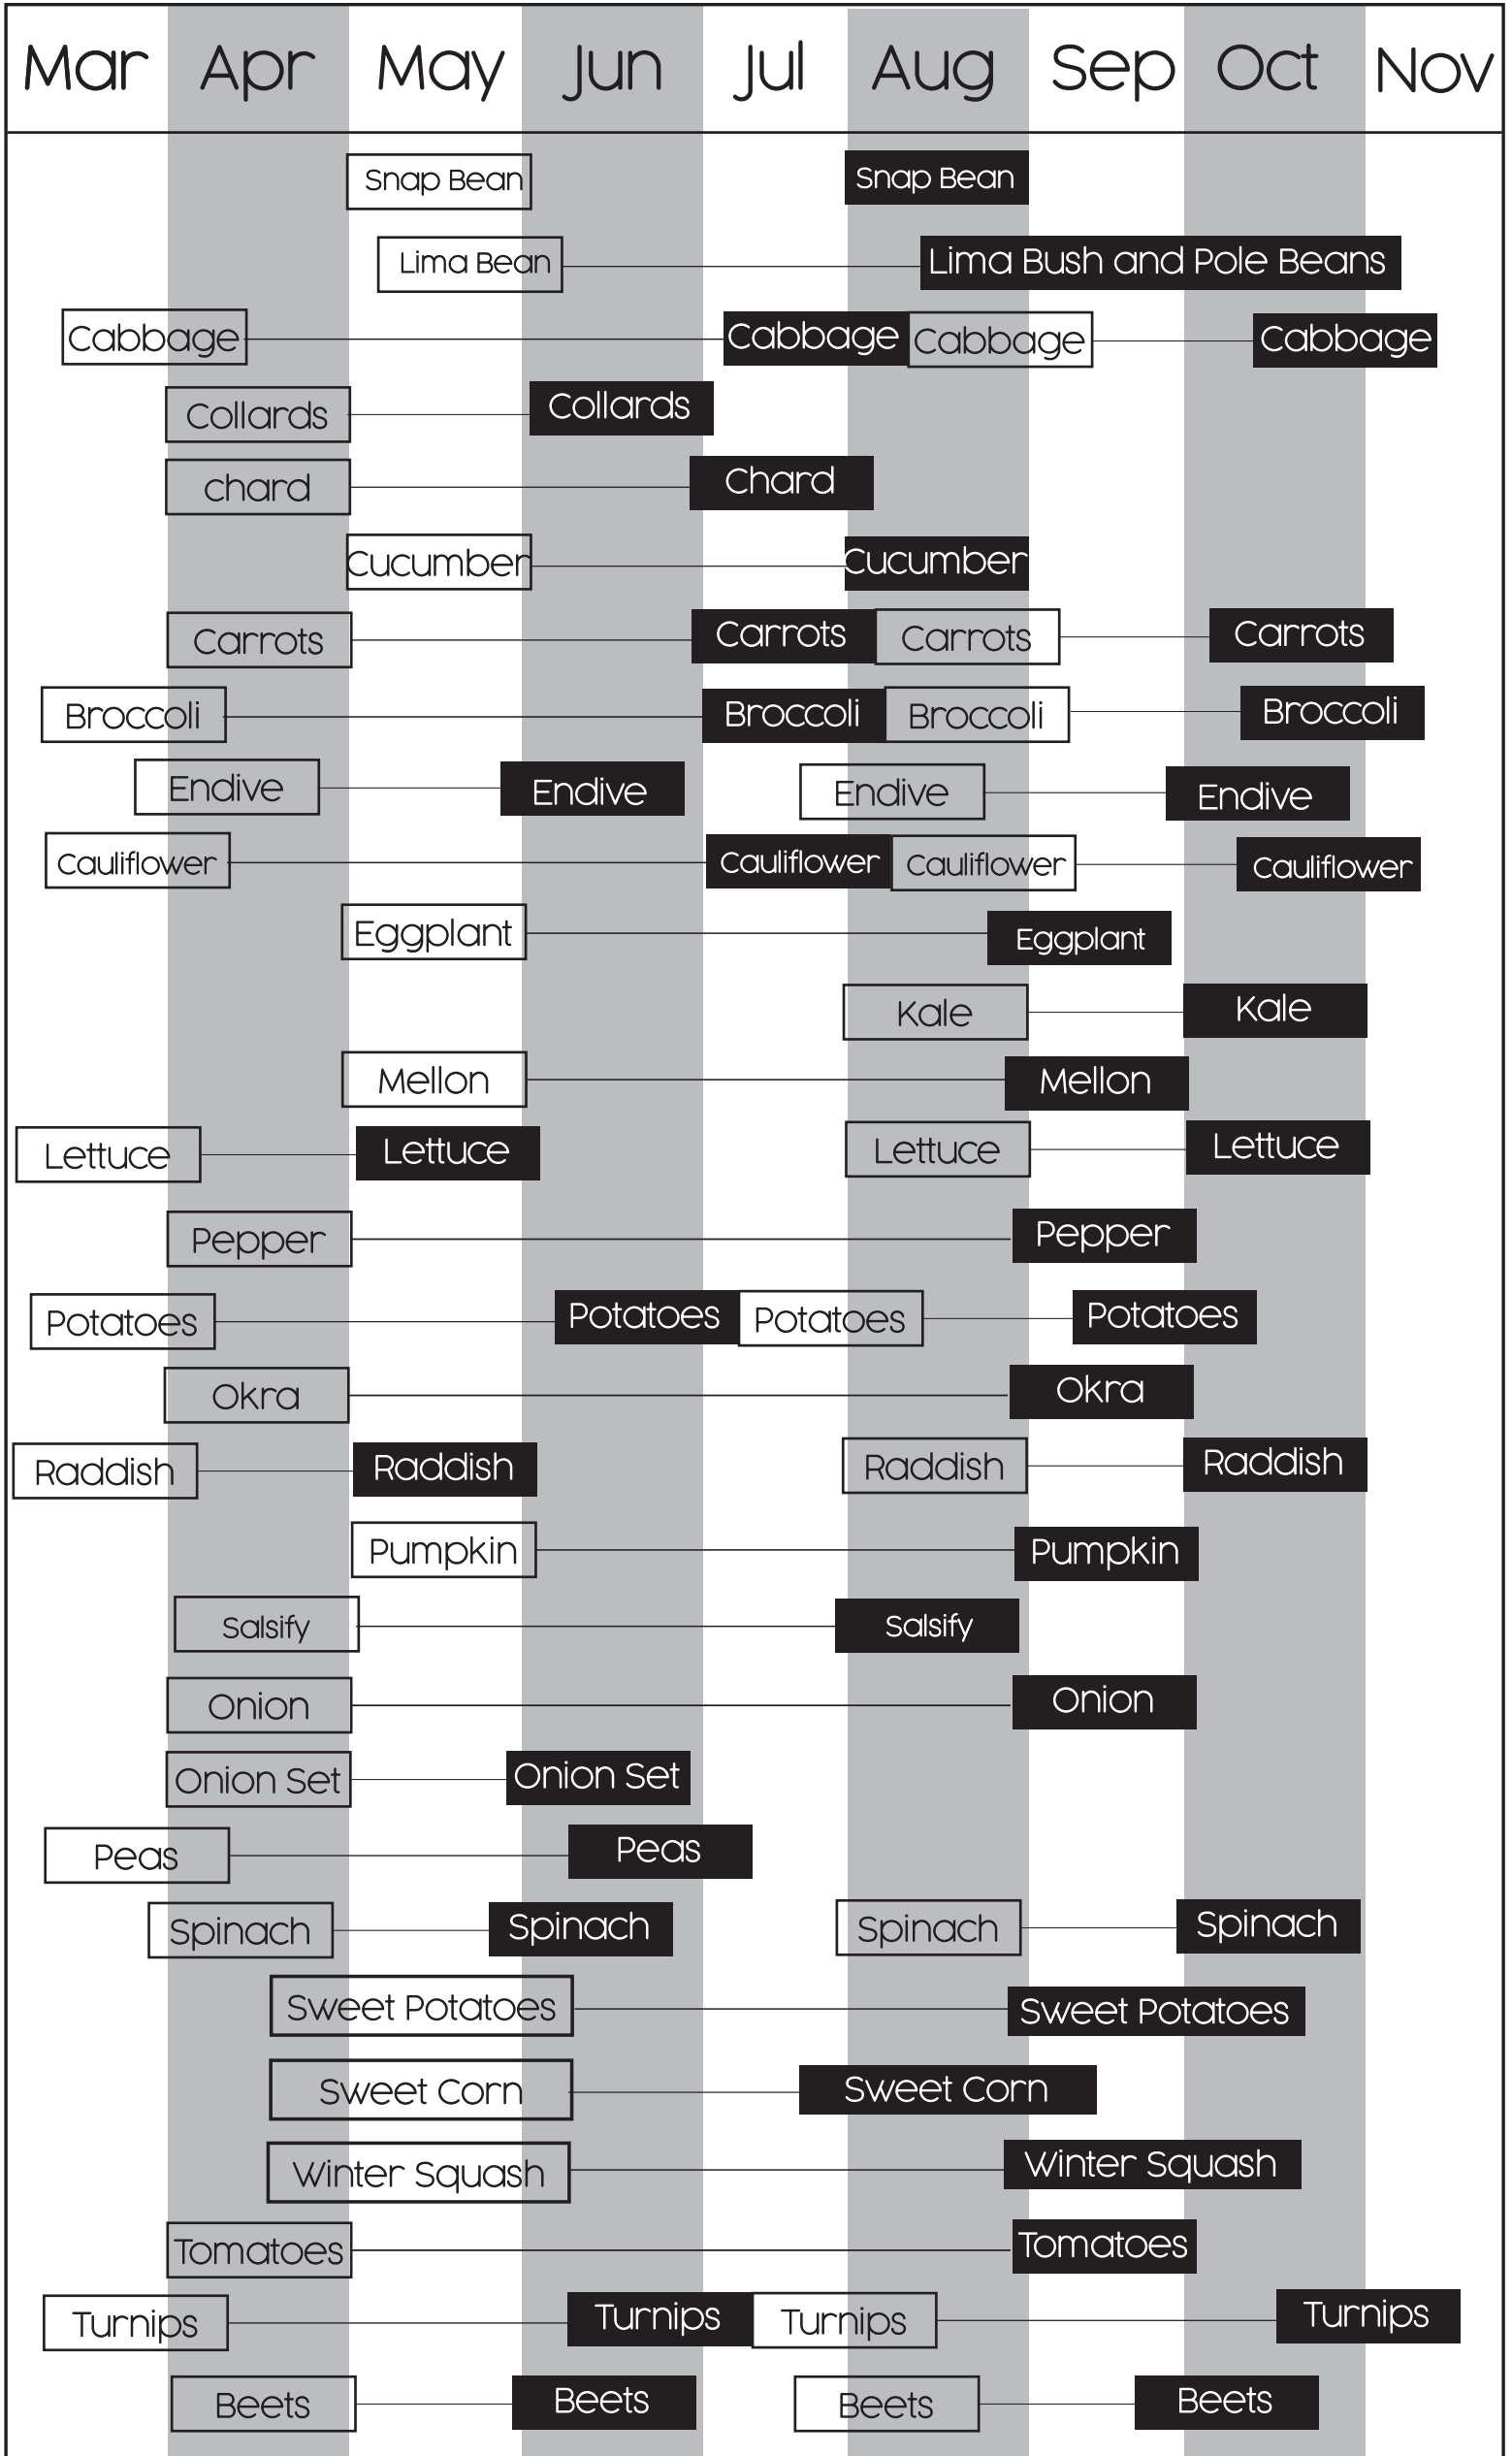 Mar Apr May Jun Jul Aug Sep Oct Nov
Snap Bean Snap Bean
Lima Bean Lima Bush and Pole Beans
Cabbage Cabbage Cabbage Cabbage
Collards Collards
chard Chard
Cucumber Cucumber
Carrots Carrots Carrots Carrots
Broccoli Broccoli Broccoli Broccoli
Endive Endive Endive Endive
Cauliflower Cauliflower Cauliflower Cauliflower
Eggplant Eggplant
Kale Kale
Mellon Mellon
Lettuce Lettuce Lettuce Lettuce
Pepper Pepper
Potatoes Potatoes Potatoes Potatoes
Okra Okra
Raddish Raddish Raddish Raddish
Pumpkin Pumpkin
Salsify Salsify
Onion Onion
Onion Set Onion Set
Peas Peas
Spinach Spinach Spinach Spinach
Sweet Potatoes Sweet Potatoes
Sweet Corn Sweet Corn
Winter Squash Winter Squash
Tomatoes Tomatoes
Turnips Turnips Turnips Turnips
Beets Beets Beets Beets